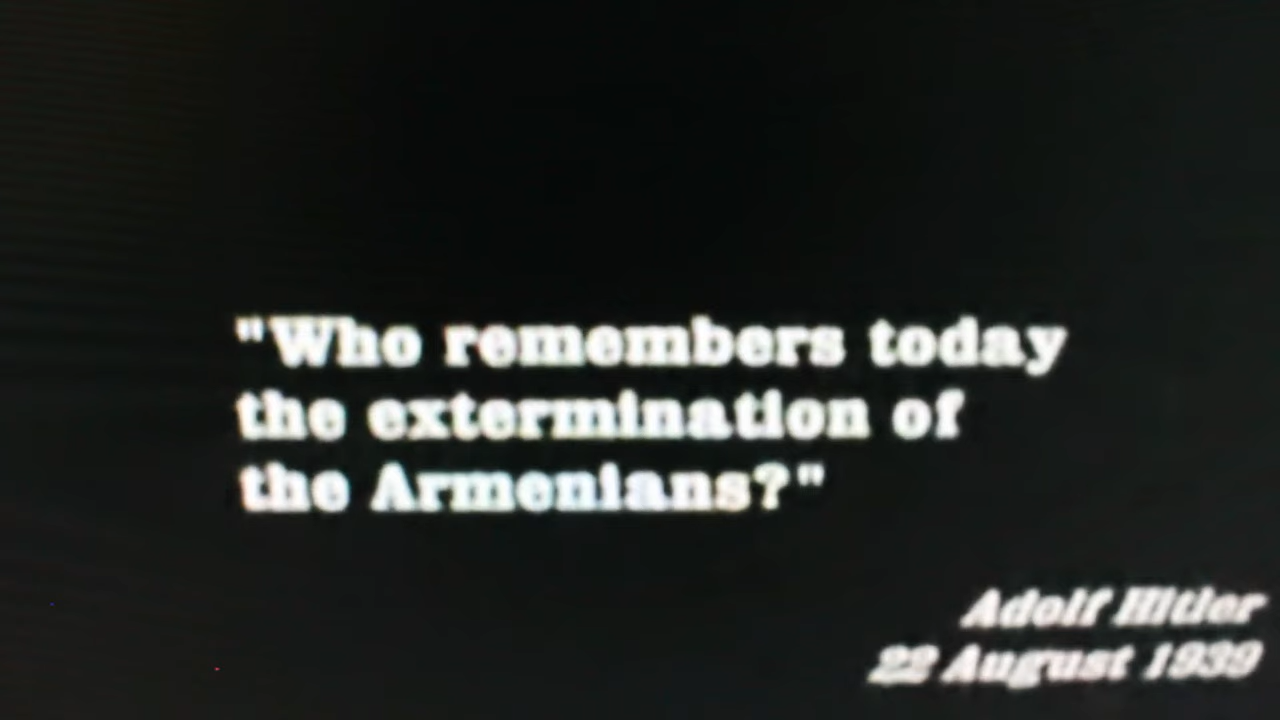 "Who remembers today
the extermination of
the Armenians?"
Adolf Hitler
22 August 1939